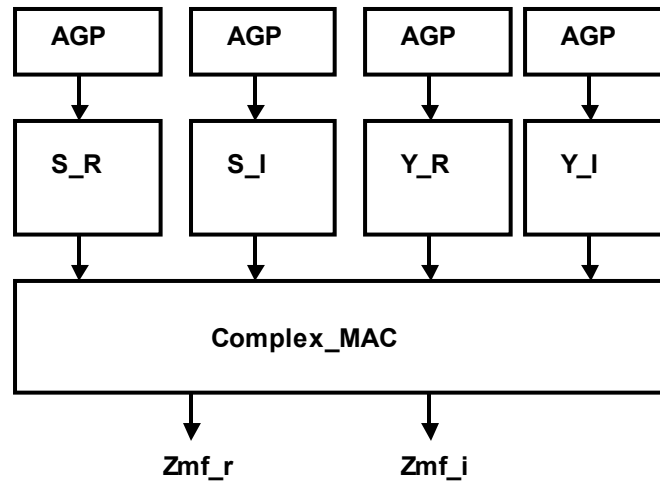 AGP AGP AGP AGP
S_R S_I Y_R Y_I
Complex_MAC
Zmf_r Zmf_i